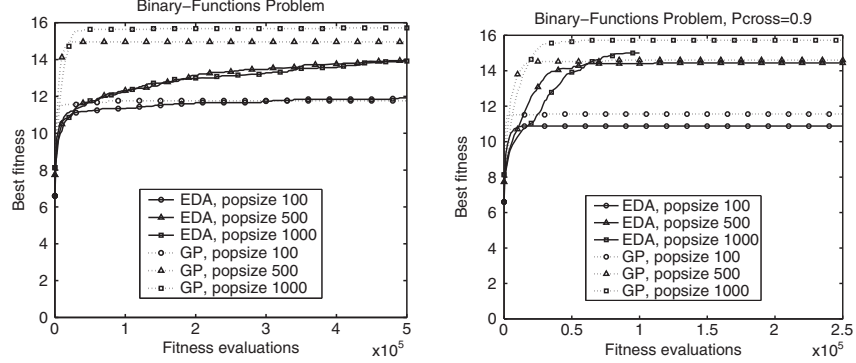 Binary–Functions Problem
16
14
12
10
8
6
4
2
0
Best fitness
EDA, popsize 100
EDA, popsize 500
EDA, popsize 1000
GP, popsize 100
GP, popsize 500
GP, popsize 1000
0 1 2 3 4 5
Fitness evaluations x10^5
Binary–Functions Problem, Pcross=0.9
16
14
12
10
8
6
4
2
0
Best fitness
EDA, popsize 100
EDA, popsize 500
EDA, popsize 1000
GP, popsize 100
GP, popsize 500
GP, popsize 1000
0 0.5 1 1.5 2 2.5
Fitness evaluations x10^5